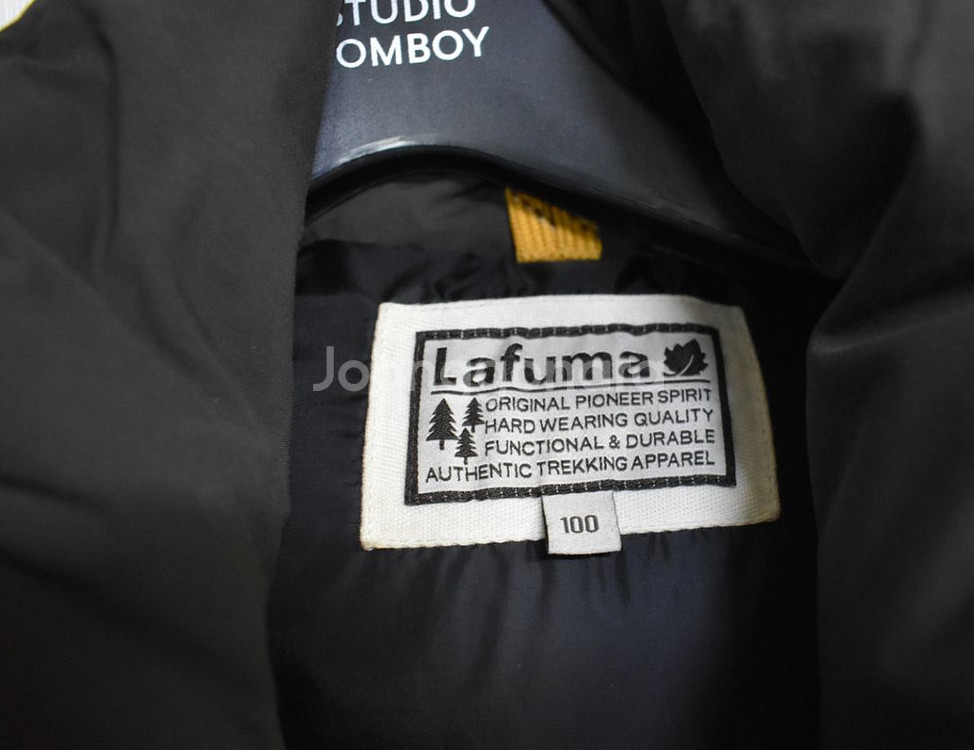 STUDIO
OMBOY
Lafuma
ORIGINAL PIONEER SPIRIT
HARD WEARING QUALITY
FUNCTIONAL & DURABLE
AUTHENTIC TREKKING APPAREL
100